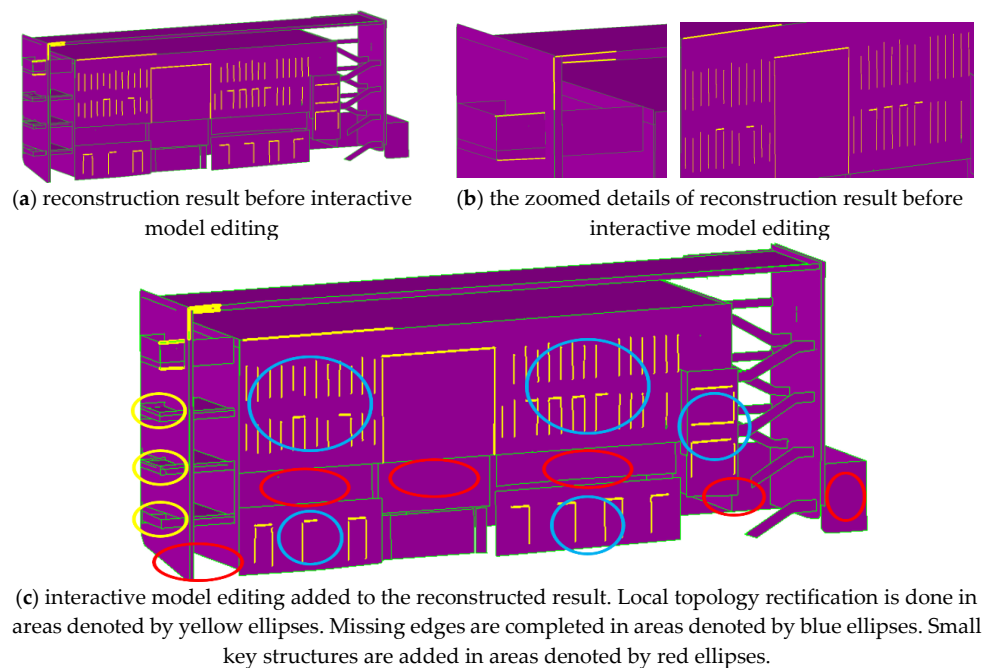 (a) reconstruction result before interactive
model editing
(b) the zoomed details of reconstruction result before
interactive model editing
(c) interactive model editing added to the reconstructed result. Local topology rectification is done in
areas denoted by yellow ellipses. Missing edges are completed in areas denoted by blue ellipses. Small
key structures are added in areas denoted by red ellipses.